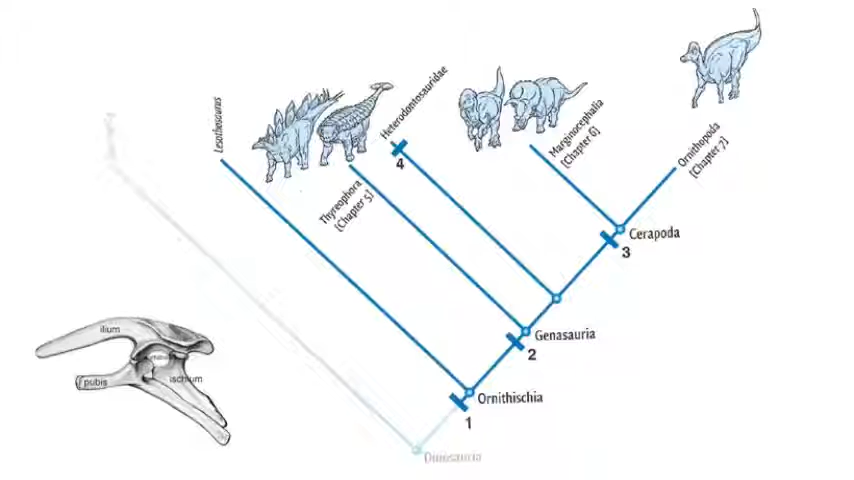 Lesothosaurus
Thyreophora
[Chapter 5]
Heterodontosauridae
Marginocephalia
[Chapter 6]
Ornithopoda
[Chapter 7]
4
Cerapoda
3
Genasauria
2
Ornithischia
1
Dinosauria
ilium
pubis
ischium